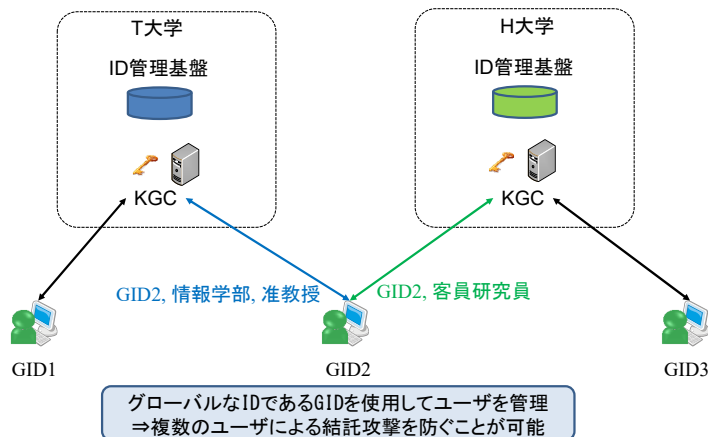 T大学
H大学
ID管理基盤
ID管理基盤
KGC
KGC
GID2, 情報学部, 准教授
GID2, 客員研究員
GID1
GID2
GID3
グローバルなIDであるGIDを使用してユーザを管理
⇒複数のユーザによる結託攻撃を防ぐことが可能